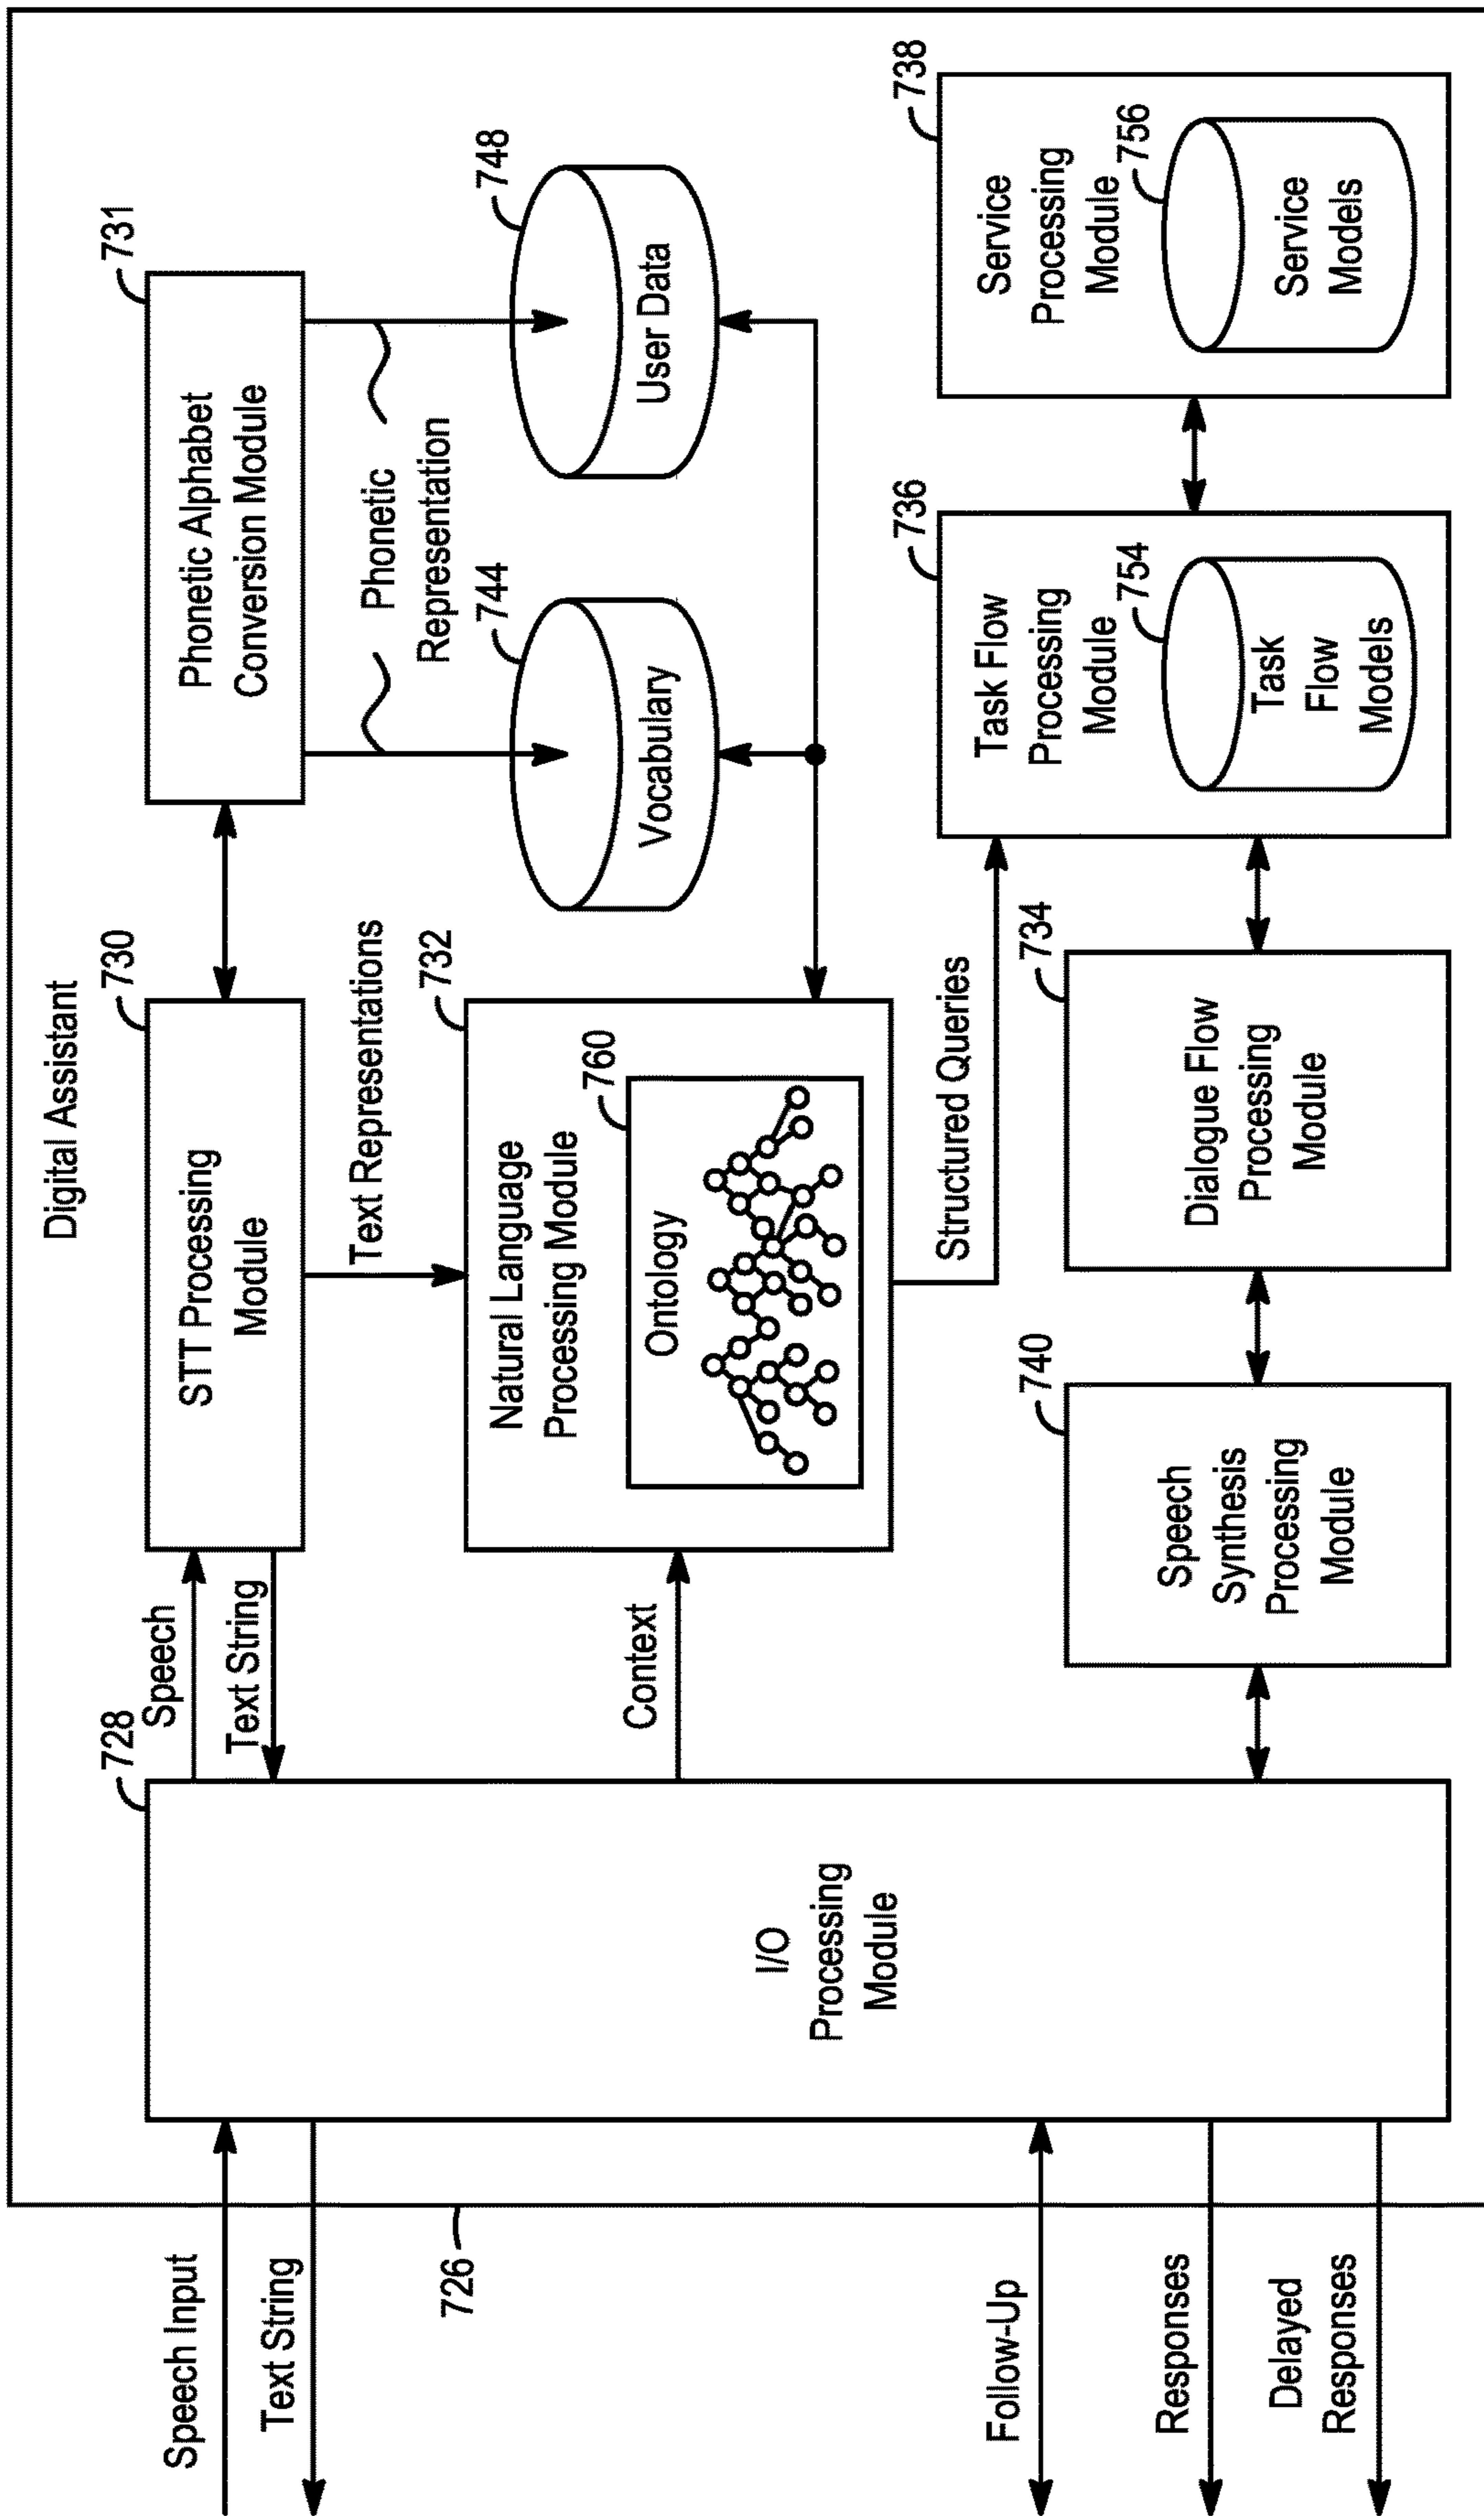 Digital Assistant
Speech Input
Text String
726
Follow-Up
Responses
Delayed
Responses
728
I/O
Processing
Module
Speech
Text String
Context
730
STT Processing
Module
Text Representations
731
Phonetic Alphabet
Conversion Module
Phonetic
Representation
744
Vocabulary
748
User Data
732
Natural Language
Processing Module
760
Ontology
Structured Queries
740
Speech
Synthesis
Processing
Module
734
Dialogue Flow
Processing
Module
736
Task Flow
Processing
Module
754
Task
Flow
Models
738
Service
Processing
Module
756
Service
Models